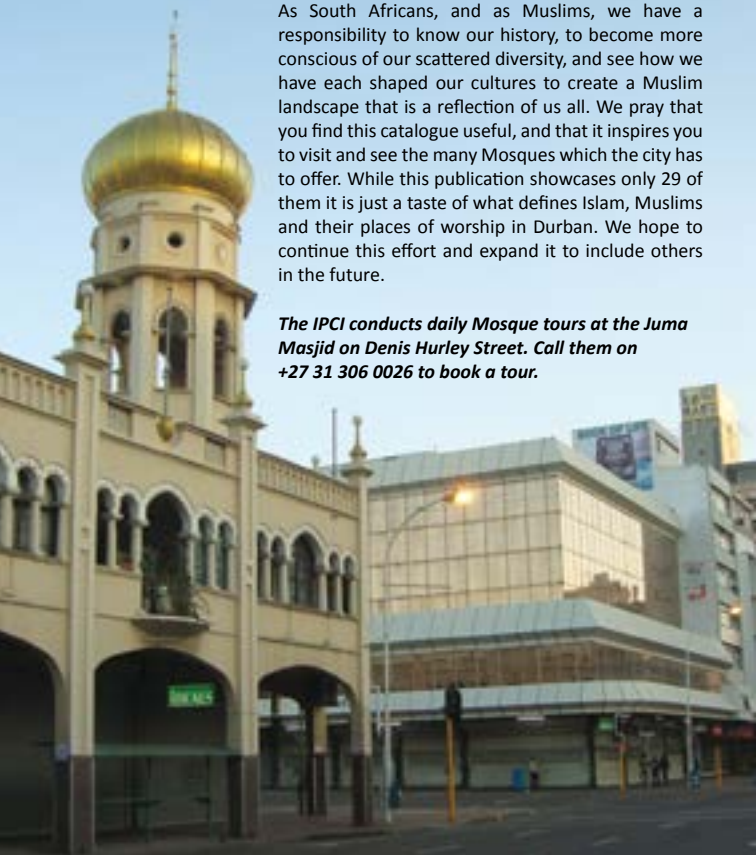 As South Africans, and as Muslims, we have a
responsibility to know our history, to become more
conscious of our scattered diversity, and see how we
have each shaped our cultures to create a Muslim
landscape that is a reflection of us all. We pray that
you find this catalogue useful, and that it inspires you
to visit and see the many Mosques which the city has
to offer. While this publication showcases only 29 of
them it is just a taste of what defines Islam, Muslims
and their places of worship in Durban. We hope to
continue this effort and expand it to include others
in the future.
The IPCI conducts daily Mosque tours at the Juma
Masjid on Denis Hurley Street. Call them on
+27 31 306 0026 to book a tour.